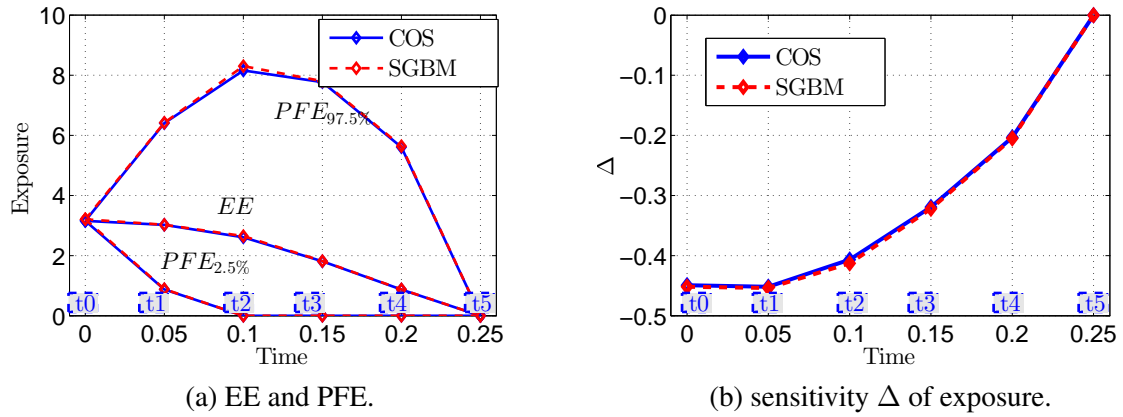 COS
SGBM
Exposure
10
8
6
4
2
0
PFE97.5%
EE
PFE2.5%
t0 t1 t2 t3 t4 t5
0 0.05 0.1 0.15 0.2 0.25
Time
(a) EE and PFE.
COS
SGBM
Δ
0
−0.1
−0.2
−0.3
−0.4
−0.5
t0 t1 t2 t3 t4 t5
0 0.05 0.1 0.15 0.2 0.25
Time
(b) sensitivity Δ of exposure.